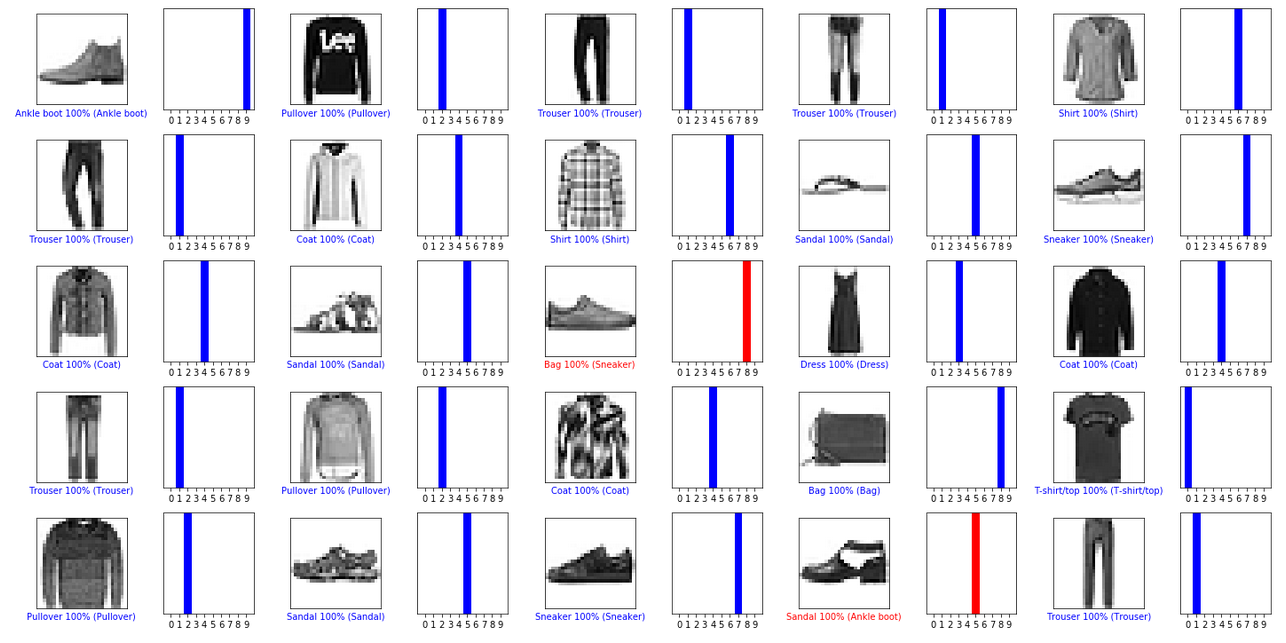 Lee
0 1 2 3 4 5 6 7 8 9 0 1 2 3 4 5 6 7 8 9 0 1 2 3 4 5 6 7 8 9 0 1 2 3 4 5 6 7 8 9 0 1 2 3 4 5 6 7 8 9
Ankle boot 100% (Ankle boot) Pullover 100% (Pullover) Trouser 100% (Trouser) Trouser 100% (Trouser) Shirt 100% (Shirt)
0 1 2 3 4 5 6 7 8 9 0 1 2 3 4 5 6 7 8 9 0 1 2 3 4 5 6 7 8 9 0 1 2 3 4 5 6 7 8 9 0 1 2 3 4 5 6 7 8 9
Trouser 100% (Trouser) Coat 100% (Coat) Shirt 100% (Shirt) Sandal 100% (Sandal) Sneaker 100% (Sneaker)
0 1 2 3 4 5 6 7 8 9 0 1 2 3 4 5 6 7 8 9 0 1 2 3 4 5 6 7 8 9 0 1 2 3 4 5 6 7 8 9 0 1 2 3 4 5 6 7 8 9
Coat 100% (Coat) Sandal 100% (Sandal) Bag 100% (Sneaker) Dress 100% (Dress) Coat 100% (Coat)
0 1 2 3 4 5 6 7 8 9 0 1 2 3 4 5 6 7 8 9 0 1 2 3 4 5 6 7 8 9 0 1 2 3 4 5 6 7 8 9 0 1 2 3 4 5 6 7 8 9
Trouser 100% (Trouser) Pullover 100% (Pullover) Coat 100% (Coat) Bag 100% (Bag) T-shirt/top 100% (T-shirt/top)
0 1 2 3 4 5 6 7 8 9 0 1 2 3 4 5 6 7 8 9 0 1 2 3 4 5 6 7 8 9 0 1 2 3 4 5 6 7 8 9 0 1 2 3 4 5 6 7 8 9
Pullover 100% (Pullover) Sandal 100% (Sandal) Sneaker 100% (Sneaker) Sandal 100% (Ankle boot) Trouser 100% (Trouser)